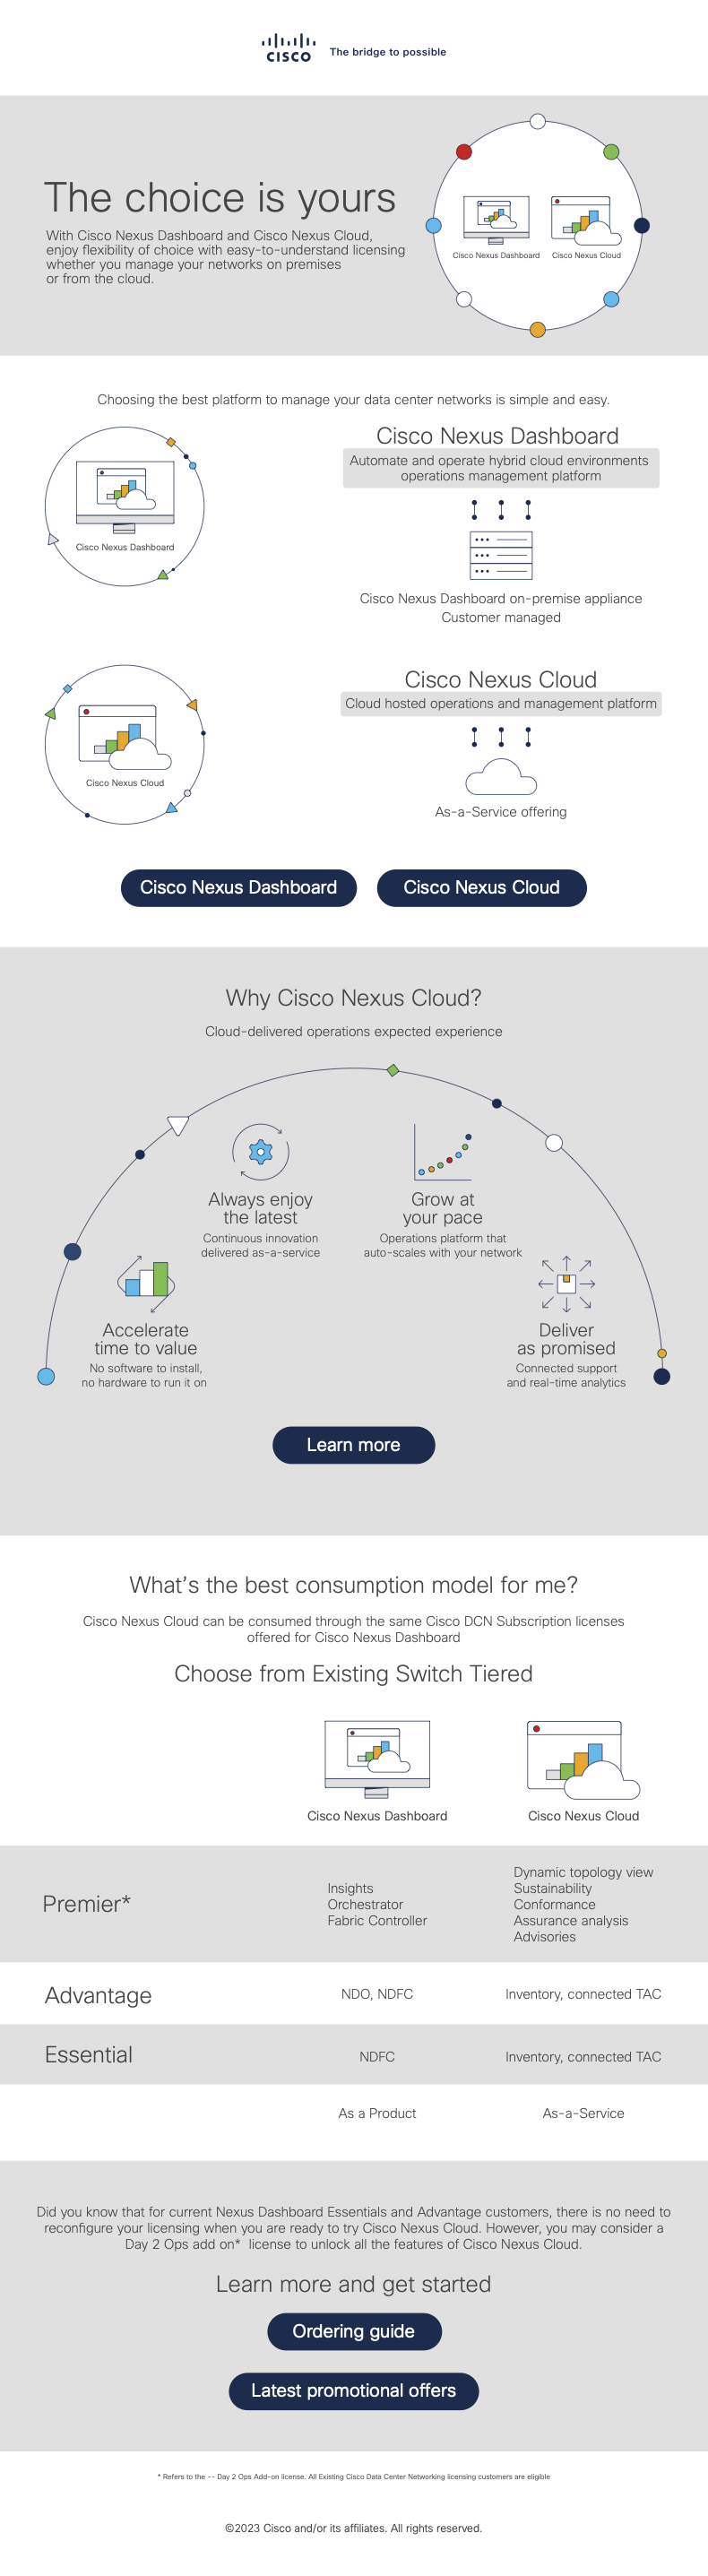 CISCO
The bridge to possible
The choice is yours
With Cisco Nexus Dashboard and Cisco Nexus Cloud,
enjoy flexibility of choice with easy-to-understand licensing
whether you manage your networks on premises
or from the cloud.
Cisco Nexus Dashboard
Cisco Nexus Cloud
Choosing the best platform to manage your data center networks is simple and easy.
Cisco Nexus Dashboard
Cisco Nexus Dashboard
Automate and operate hybrid cloud environments
operations management platform
Cisco Nexus Dashboard on-premise appliance
Customer managed
Cisco Nexus Cloud
Cisco Nexus Cloud
Cloud hosted operations and management platform
As-a-Service offering
Cisco Nexus Dashboard
Cisco Nexus Cloud
Why Cisco Nexus Cloud?
Cloud-delivered operations expected experience
Always enjoy
the latest
Continuous innovation
delivered as-a-service
Grow at
your pace
Operations platform that
auto-scales with your network
Accelerate
time to value
No software to install,
no hardware to run it on
Deliver
as promised
Connected support
and real-time analytics
Learn more
What's the best consumption model for me?
Cisco Nexus Cloud can be consumed through the same Cisco DCN Subscription licenses
offered for Cisco Nexus Dashboard
Choose from Existing Switch Tiered
Cisco Nexus Dashboard
Cisco Nexus Cloud
Premier*
Insights
Orchestrator
Fabric Controller
Dynamic topology view
Sustainability
Conformance
Assurance analysis
Advisories
Advantage
NDO, NDFC
Inventory, connected TAC
Essential
NDFC
Inventory, connected TAC
As a Product
As-a-Service
Did you know that for current Nexus Dashboard Essentials and Advantage customers, there is no need to
reconfigure your licensing when you are ready to try Cisco Nexus Cloud. However, you may consider a
Day 2 Ops add on* license to unlock all the features of Cisco Nexus Cloud.
Learn more and get started
Ordering guide
Latest promotional offers
* Refers to the -- Day 2 Ops Add-on license. All Existing Cisco Data Center Networking licensing customers are eligible
©2023 Cisco and/or its affiliates. All rights reserved.